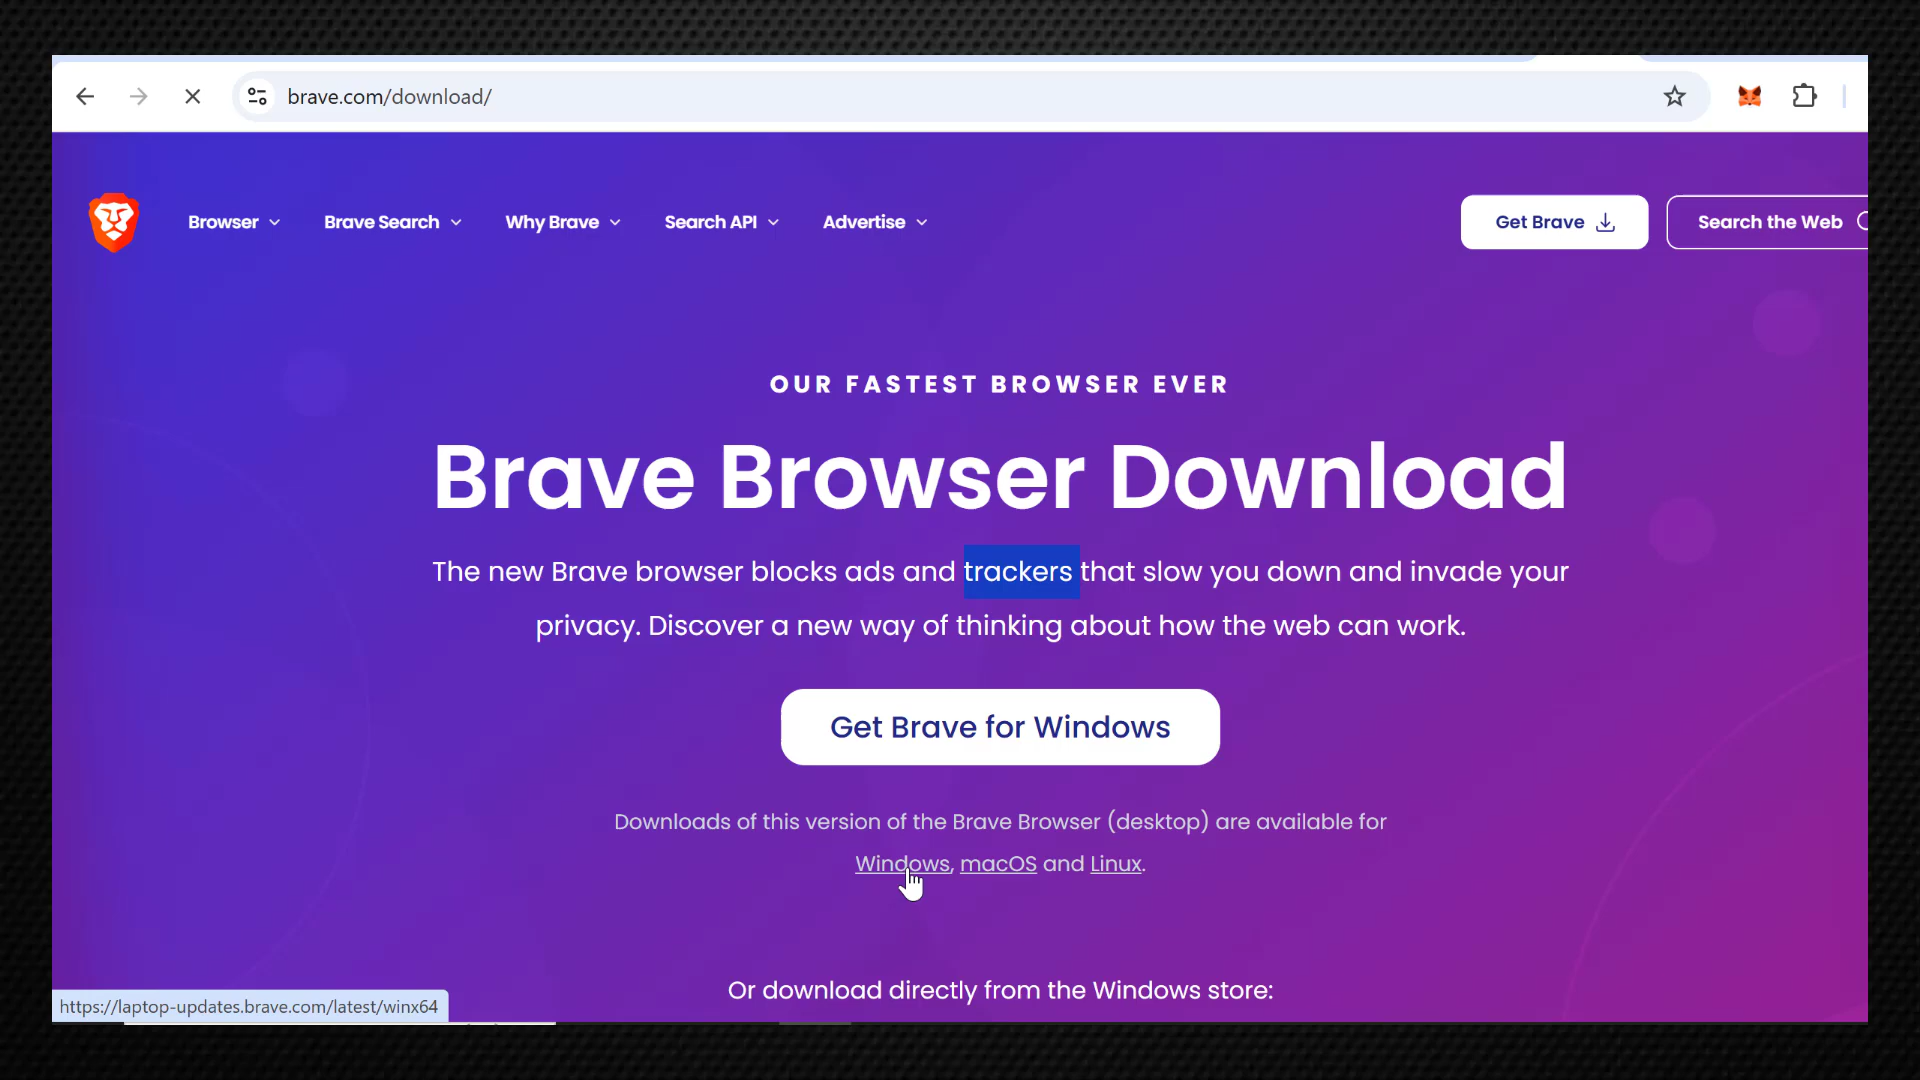 brave.com/download/
Browser
Brave Search
Why Brave
Search API
Advertise
Get Brave
Search the Web
OUR FASTEST BROWSER EVER
Brave Browser Download
The new Brave browser blocks ads and trackers that slow you down and invade your
privacy. Discover a new way of thinking about how the web can work.
Get Brave for Windows
Downloads of this version of the Brave Browser (desktop) are available for
Windows, macOS and Linux.
Or download directly from the Windows store:
https://laptop-updates.brave.com/latest/winx64